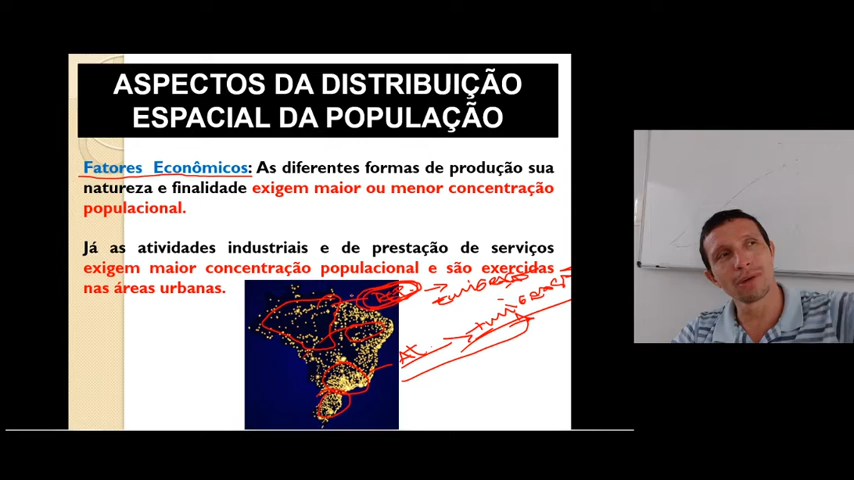 ASPECTOS DA DISTRIBUIÇÃO
ESPACIAL DA POPULAÇÃO
Fatores Econômicos: As diferentes formas de produção sua
natureza e finalidade exigem maior ou menor concentração
populacional.
Já as atividades industriais e de prestação de serviços
exigem maior concentração populacional e são exercidas
nas áreas urbanas.